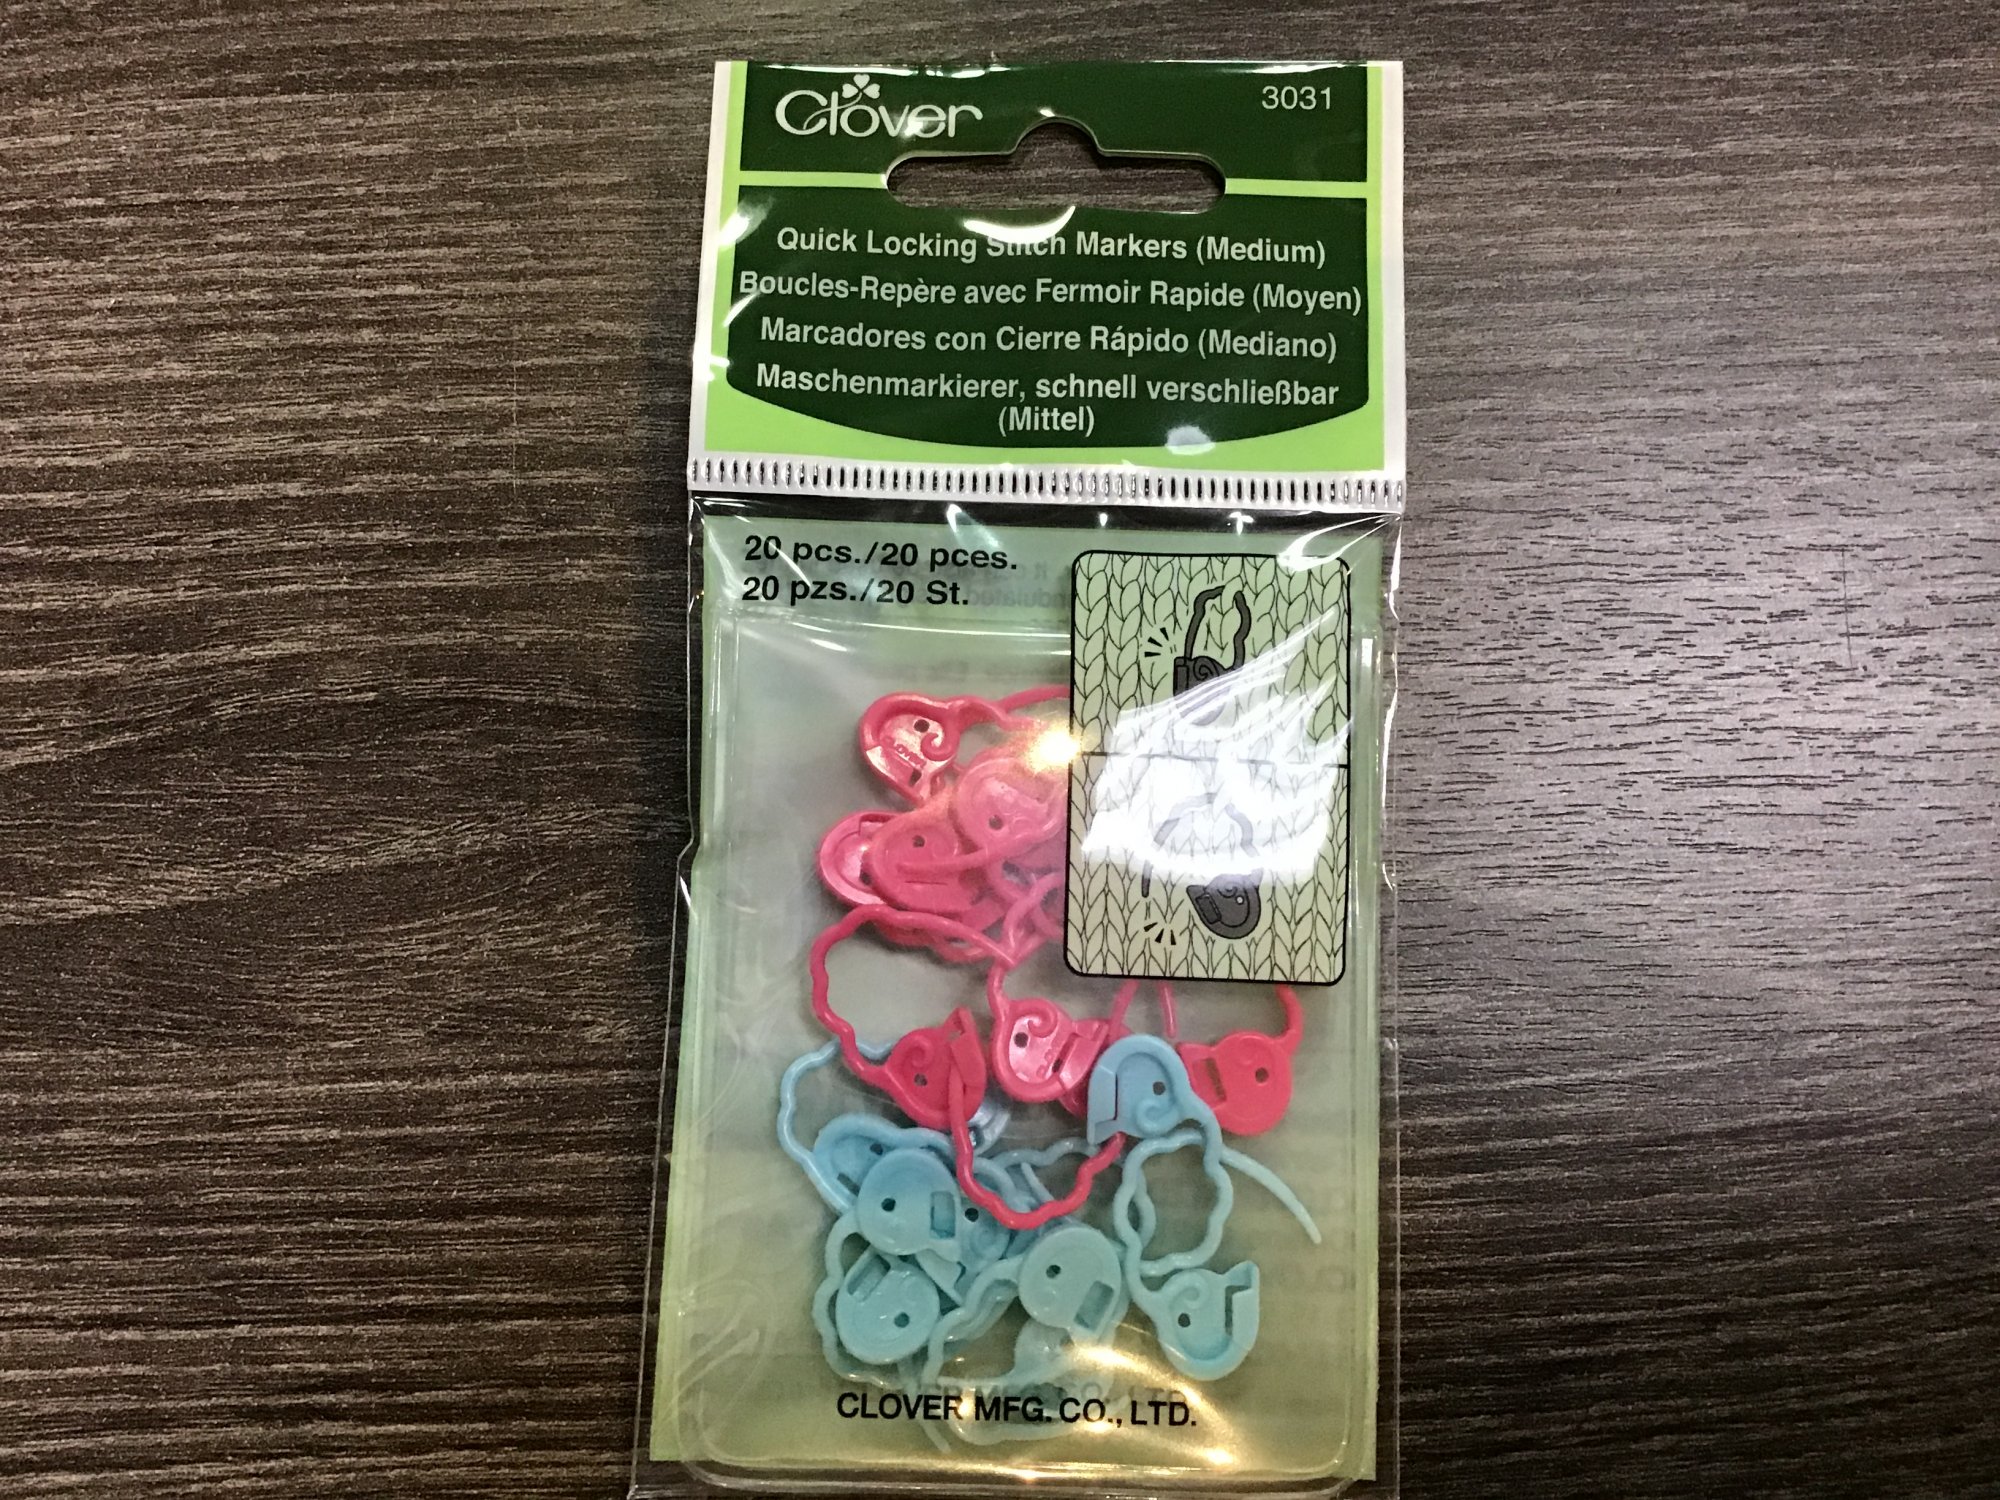 Clover
3031
Quick Locking Stitch Markers (Medium)
Boucles-Repère avec Fermoir Rapide (Moyen)
Marcadores con Cierre Rápido (Mediano)
Maschenmarkierer, schnell verschließbar
(Mittel)
20 pcs./20 pces.
20 pzs./20 St.
CLOVER MFG. CO., LTD.